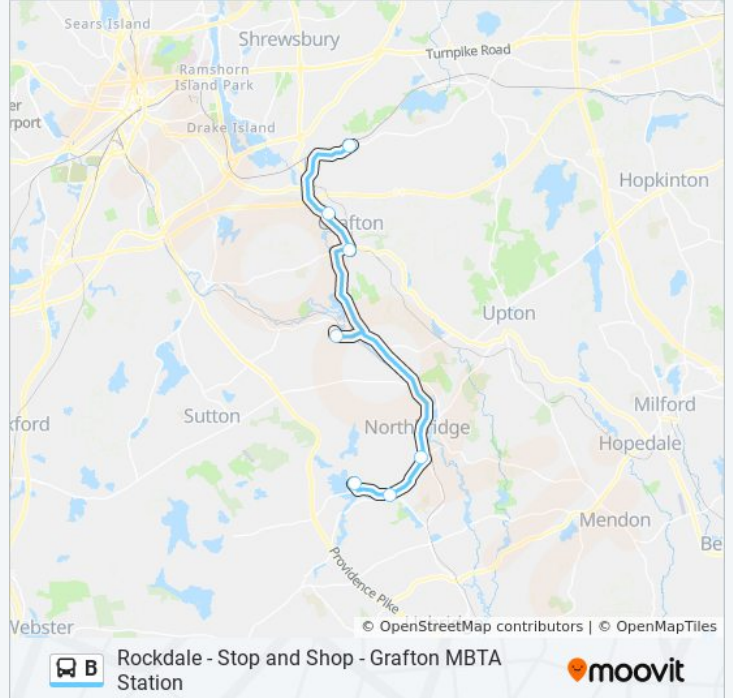 Sears Island
Shrewsbury
Turnpike Road
Ramshorn
Island Park
er
rport
Drake Island
Hopkinton
Grafton
Upton
Milford
xford
Sutton
Northbridge
Hopedale
Mendon
Be
Providence Pike
Webster
© OpenStreetMap contributors | © OpenMapTiles
B
Rockdale - Stop and Shop - Grafton MBTA
Station
moovit